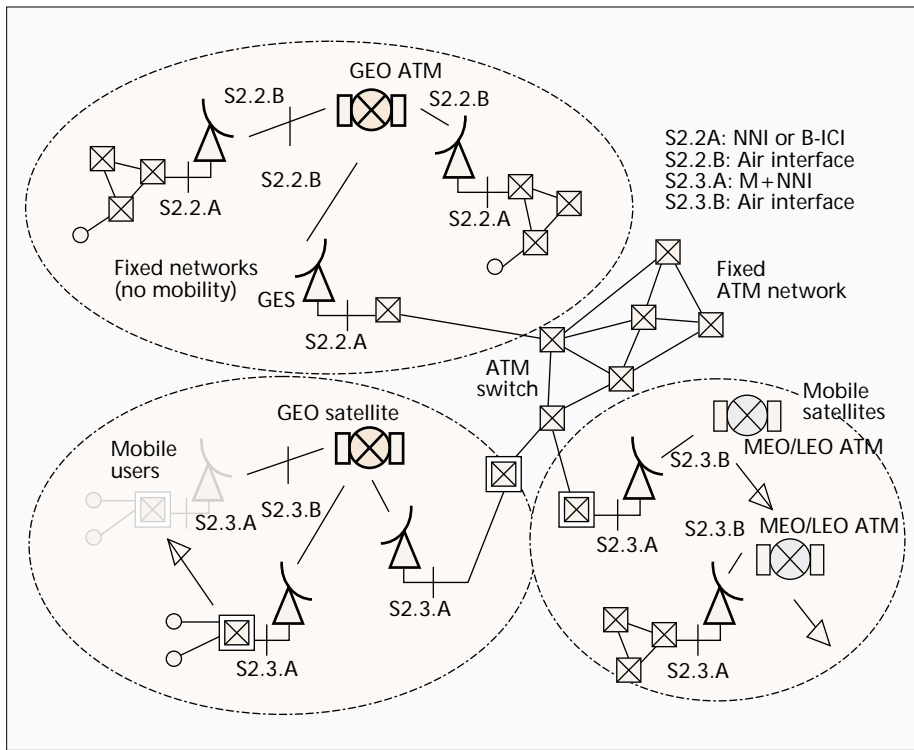 GEO ATM
S2.2.B
S2.2.B
S2.2.B
S2.2.A
S2.2.A
S2.2A: NNI or B-ICI
S2.2.B: Air interface
S2.3.A: M+NNI
S2.3.B: Air interface
Fixed networks
(no mobility)
GES
S2.2.A
Fixed
ATM network
ATM
switch
GEO satellite
Mobile
users
S2.3.B
S2.3.A
S2.3.A
S2.3.A
Mobile
satellites
MEO/LEO ATM
S2.3.B
S2.3.B
MEO/LEO ATM
S2.3.A
S2.3.A